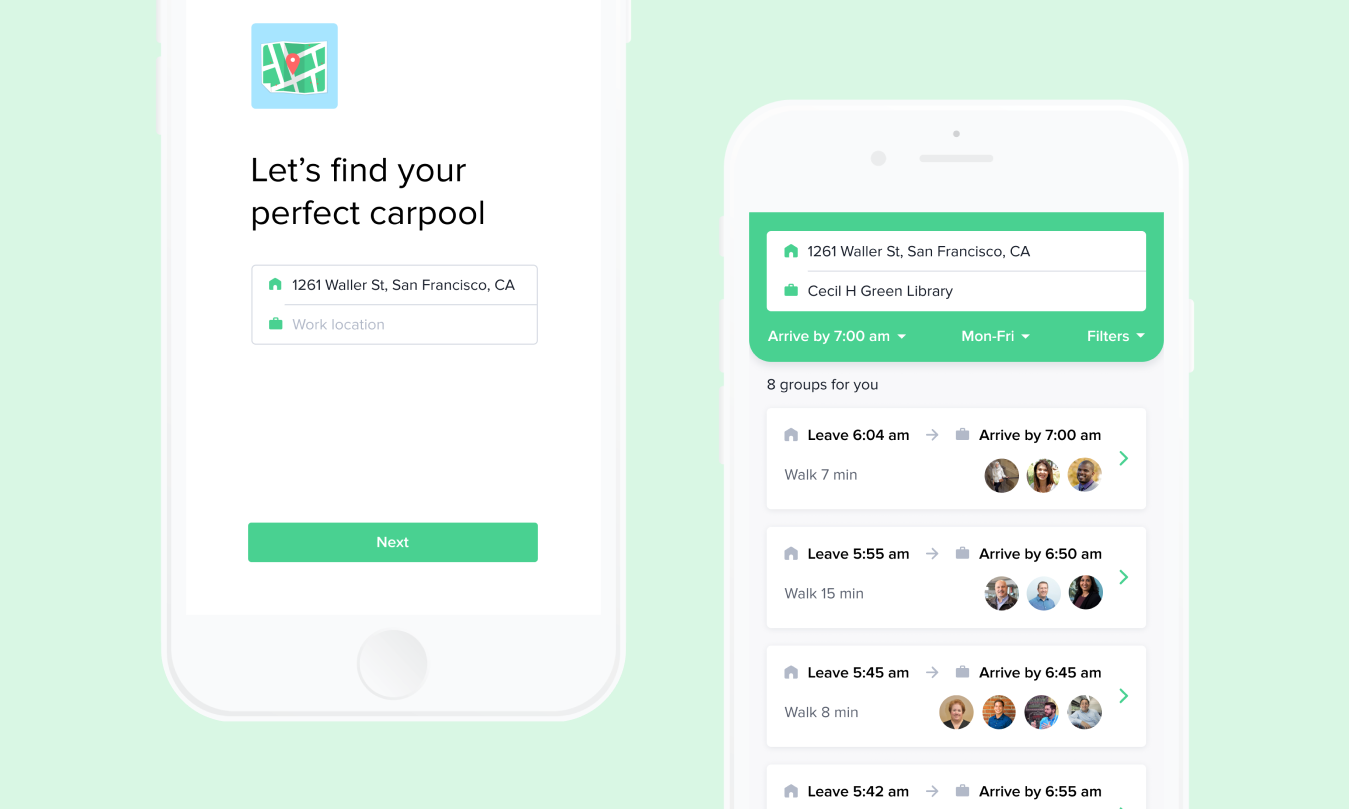 Let’s find your
perfect carpool
1261 Waller St, San Francisco, CA
Work location
Next
1261 Waller St, San Francisco, CA
Cecil H Green Library
Arrive by 7:00 am Mon-Fri Filters
8 groups for you
Leave 6:04 am Arrive by 7:00 am
Walk 7 min
Leave 5:55 am Arrive by 6:50 am
Walk 15 min
Leave 5:45 am Arrive by 6:45 am
Walk 8 min
Leave 5:42 am Arrive by 6:55 am